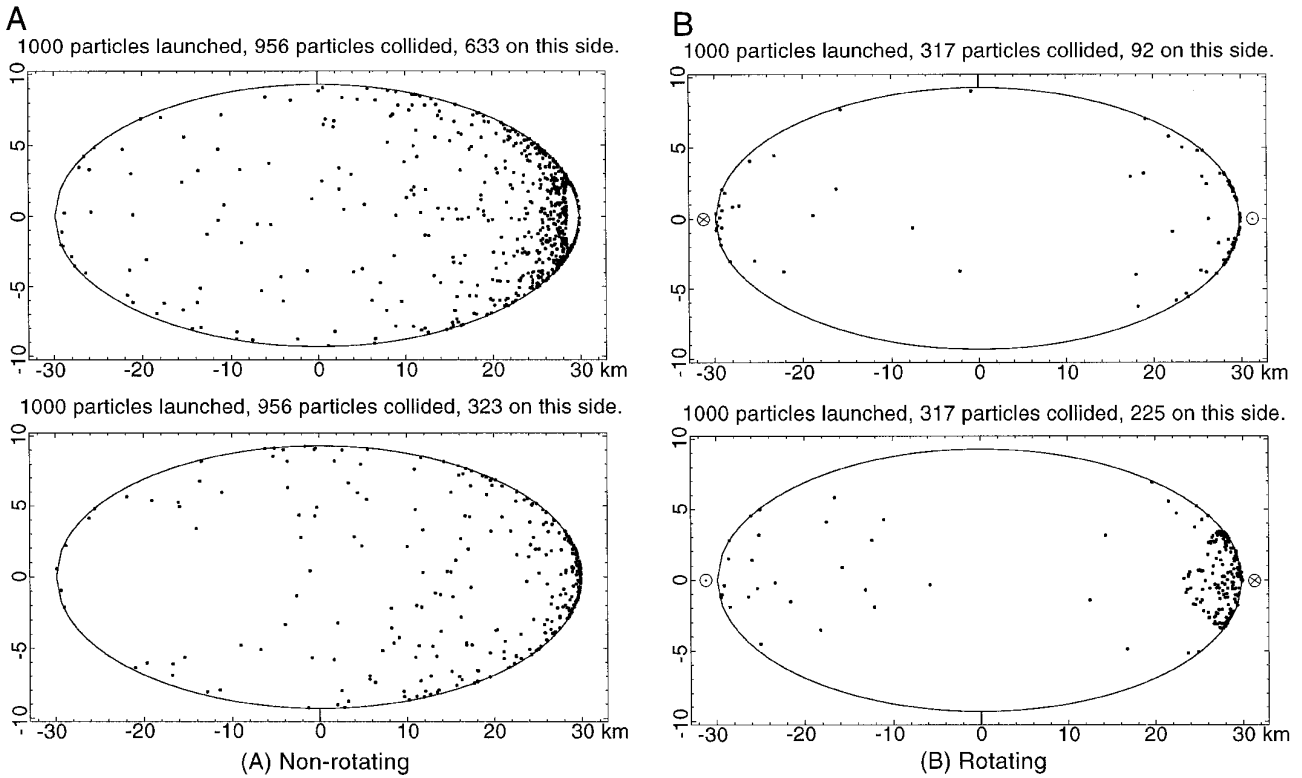 A
1000 particles launched, 956 particles collided, 633 on this side.
10
5
0
-5
-10
-30 -20 -10 0 10 20 30 km
1000 particles launched, 956 particles collided, 323 on this side.
10
5
0
-5
-10
-30 -20 -10 0 10 20 30 km
(A) Non-rotating
B
1000 particles launched, 317 particles collided, 92 on this side.
10
5
0
-5
-10
-30 -20 -10 0 10 20 30 km
1000 particles launched, 317 particles collided, 225 on this side.
10
5
0
-5
-10
-30 -20 -10 0 10 20 30 km
(B) Rotating